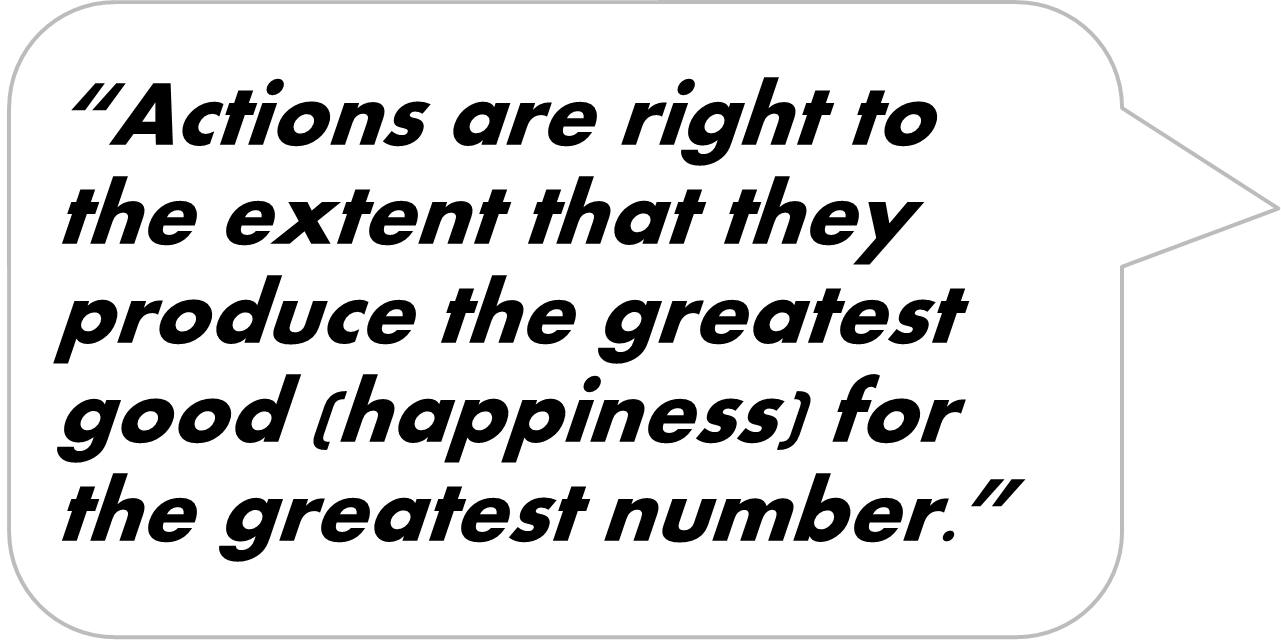 “Actions are right to
the extent that they
produce the greatest
good (happiness) for
the greatest number.”